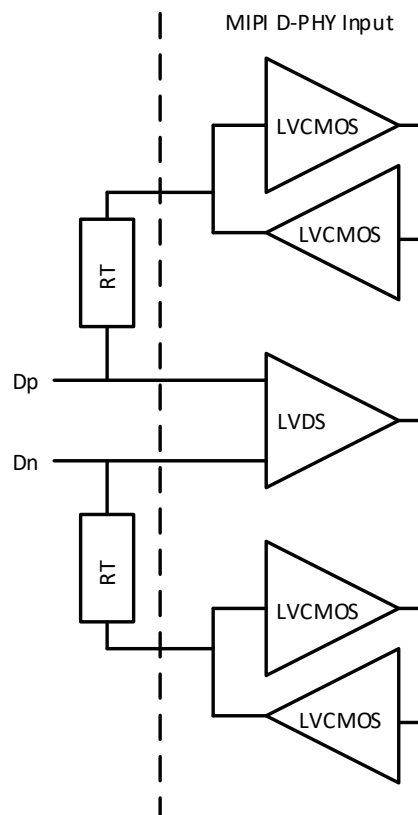 MIPI D-PHY Input
LVCMOS
LVCMOS
RT
Dp
LVDS
Dn
RT
LVCMOS
LVCMOS